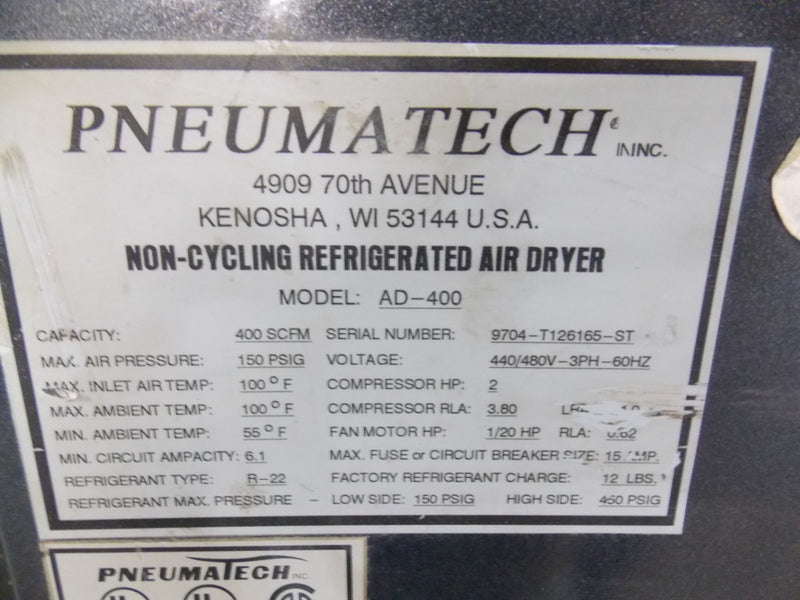 PNEUMATECH INC.
4909 70th AVENUE
KENOSHA , WI 53144 U.S.A.
NON-CYCLING REFRIGERATED AIR DRYER
MODEL: AD-400
CAPACITY: 400 SCFM SERIAL NUMBER: 9704-T126165-ST
MAX. AIR PRESSURE: 150 PSIG VOLTAGE: 440/480V-3PH-60HZ
MAX. INLET AIR TEMP: 100 ° F COMPRESSOR HP: 2
MAX. AMBIENT TEMP: 100 ° F COMPRESSOR RLA: 3.80
MIN. AMBIENT TEMP: 55 ° F FAN MOTOR HP: 1/20 HP RLA: 0.62
MIN. CIRCUIT AMPACITY: 6.1 MAX. FUSE or CIRCUIT BREAKER SIZE: 15 AMP.
REFRIGERANT TYPE: R-22 FACTORY REFRIGERANT CHARGE: 12 LBS.
REFRIGERANT MAX. PRESSURE - LOW SIDE: 150 PSIG HIGH SIDE: 450 PSIG
PNEUMATECH INC.